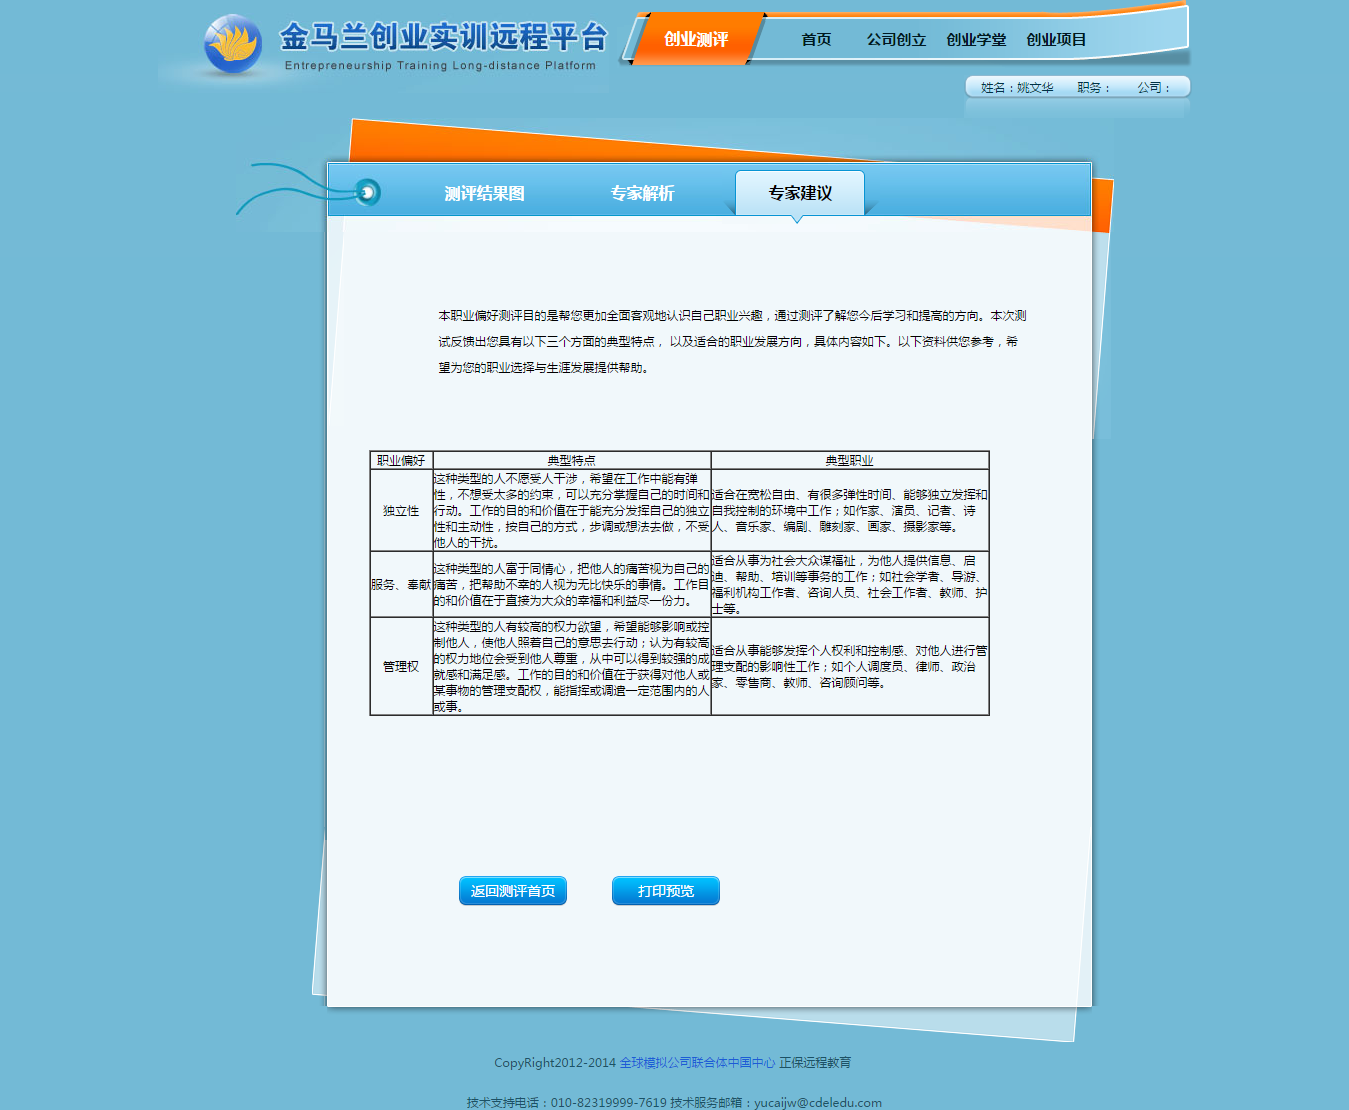 金马兰创业实训远程平台
Entrepreneurship Training Long-distance Platform
创业测评
首页
公司创立
创业学堂
创业项目
姓名：姚文华 职务： 公司：
测评结果图
专家解析
专家建议
本职业偏好测评目的是帮您更加全面客观地认识自己职业兴趣，通过测评了解您今后学习和提高的方向。本次测
试反馈出您具有以下三个方面的典型特点， 以及适合的职业发展方向，具体内容如下。以下资料供您参考，希
望为您的职业选择与生涯发展提供帮助。
职业偏好
典型特点
典型职业
独立性
这种类型的人不愿受人干涉，希望在工作中能有弹
性，不想受太多的约束，可以充分掌握自己的时间和
行动。工作的目的和价值在于能充分发挥自己的独立
性和主动性，按自己的方式，步调或想法去做，不受
他人的干扰。
适合在宽松自由、有很多弹性时间、能够独立发挥和
自我控制的环境中工作；如作家、演员、记者、诗
人、音乐家、编剧、雕刻家、画家、摄影家等。
服务、奉献
这种类型的人富于同情心，把他人的痛苦视为自己的
痛苦，把帮助不幸的人视为无比快乐的事情。工作目
的和价值在于直接为大众的幸福和利益尽一份力。
适合从事为社会大众谋福祉，为他人提供信息、启
迪、帮助、培训等事务的工作；如社会学者、导游、
福利机构工作者、咨询人员、社会工作者、教师、护
士等。
管理权
这种类型的人有较高的权力欲望，希望能够影响或控
制他人，使他人照着自己的意思去行动；认为有较高
的权力地位会受到他人尊重，从中可以得到较强的成
就感和满足感。工作的目的和价值在于获得对他人或
某事物的管理支配权，能指挥或调遣一定范围内的人
或事。
适合从事能够发挥个人权利和控制感、对他人进行管
理支配的影响性工作；如个人调度员、律师、政治
家、零售商、教师、咨询顾问等。
返回测评首页
打印预览
CopyRight2012-2014 全球模拟公司联合体中国中心 正保远程教育
技术支持电话：010-82319999-7619 技术服务邮箱：yucaijw@cdeledu.com